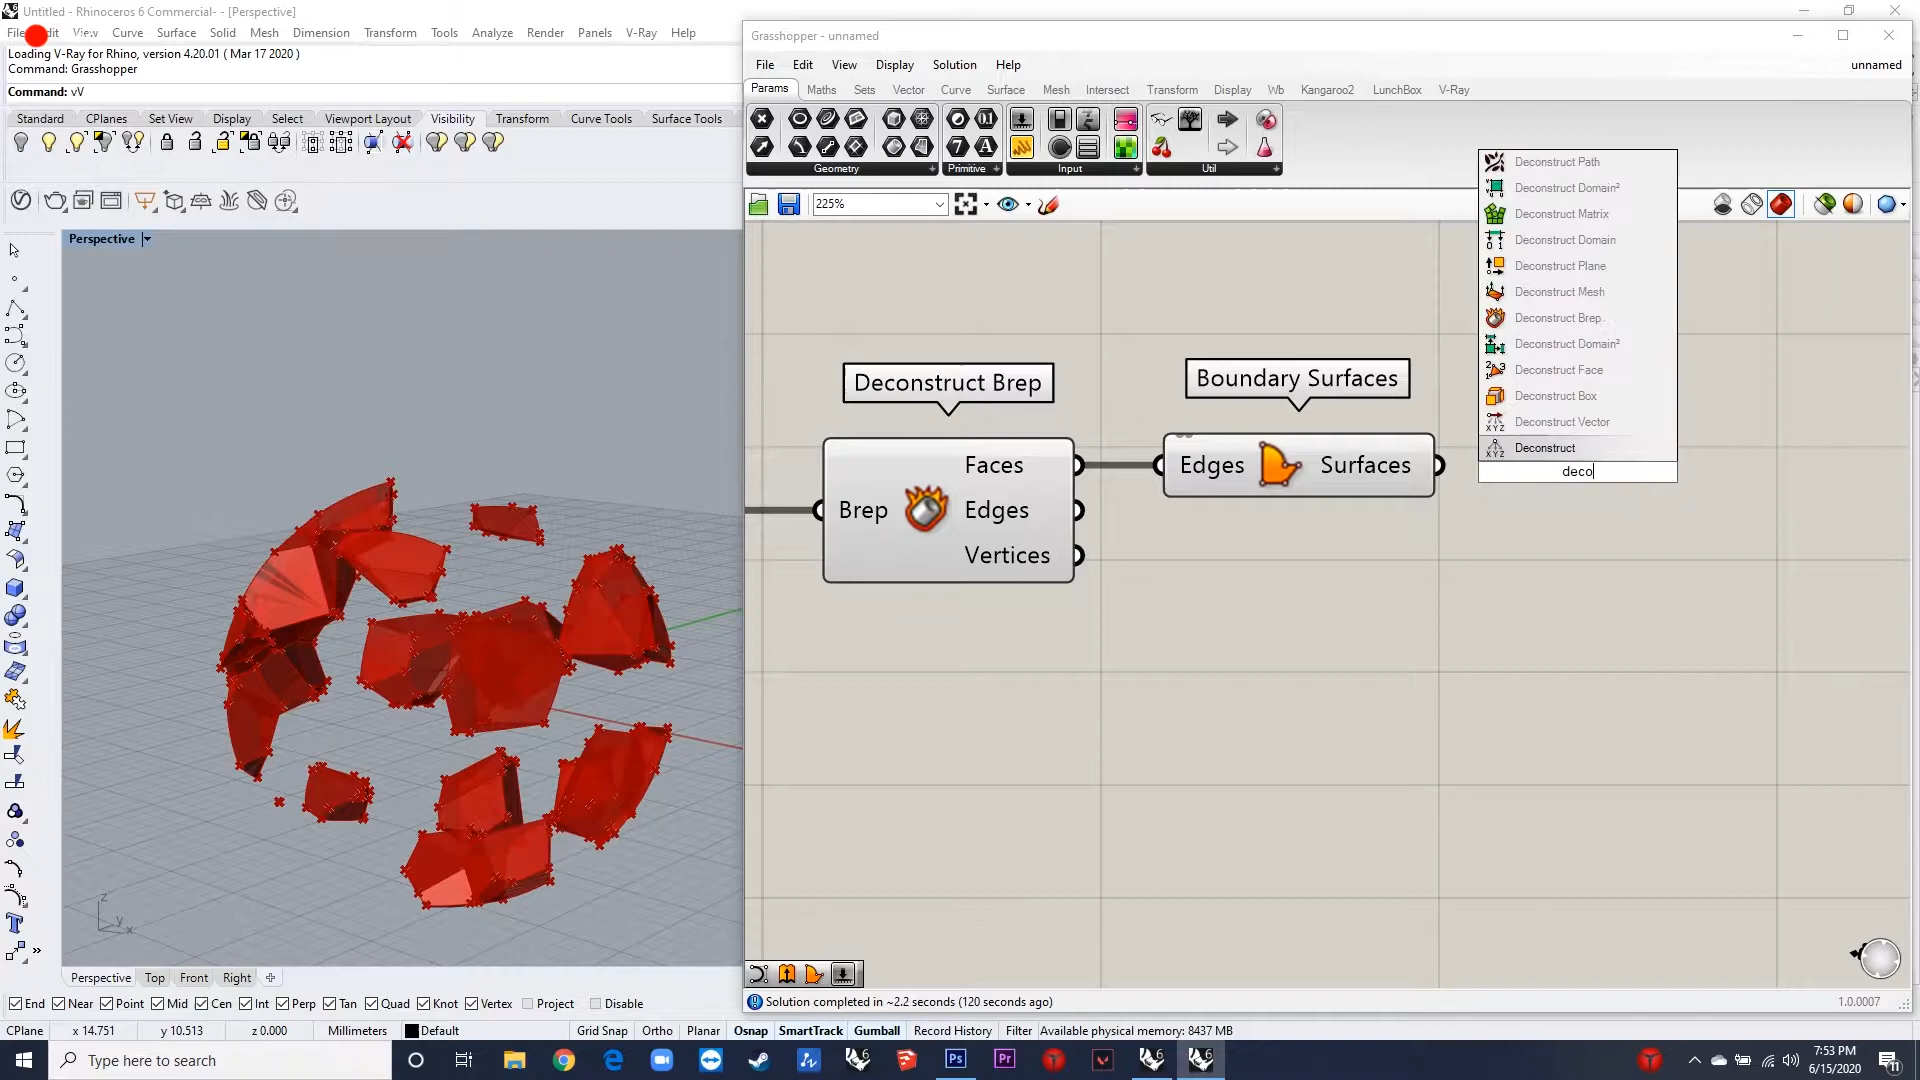 Untitled - Rhinoceros 6 Commercial- - [Perspective]
File Edit View Curve Surface Solid Mesh Dimension Transform Tools Analyze Render Panels V-Ray Help
Loading V-Ray for Rhino, version 4.20.01 ( Mar 17 2020 )
Command: Grasshopper
Command: vV
Standard CPlanes Set View Display Select Viewport Layout Visibility Transform Curve Tools Surface Tools
Perspective
z
y
x
Perspective Top Front Right
End Near Point Mid Cen Int Perp Tan Quad Knot Vertex Project Disable
CPlane x 14.751 y 10.513 z 0.000 Millimeters Default Grid Snap Ortho Planar Osnap SmartTrack Gumball Record History Filter Available physical memory: 8437 MB
Grasshopper - unnamed
File Edit View Display Solution Help unnamed
Params Maths Sets Vector Curve Surface Mesh Intersect Transform Display Wb Kangaroo2 LunchBox V-Ray
Geometry Primitive Input Util
225%
Deconstruct Path
Deconstruct Domain²
Deconstruct Matrix
Deconstruct Domain
Deconstruct Plane
Deconstruct Mesh
Deconstruct Brep
Deconstruct Domain²
Deconstruct Face
Deconstruct Box
Deconstruct Vector
Deconstruct
deco
Deconstruct Brep
Brep
Faces
Edges
Vertices
Boundary Surfaces
Edges Surfaces
Solution completed in ~2.2 seconds (120 seconds ago)
1.0.0007
Type here to search
7:53 PM
6/15/2020